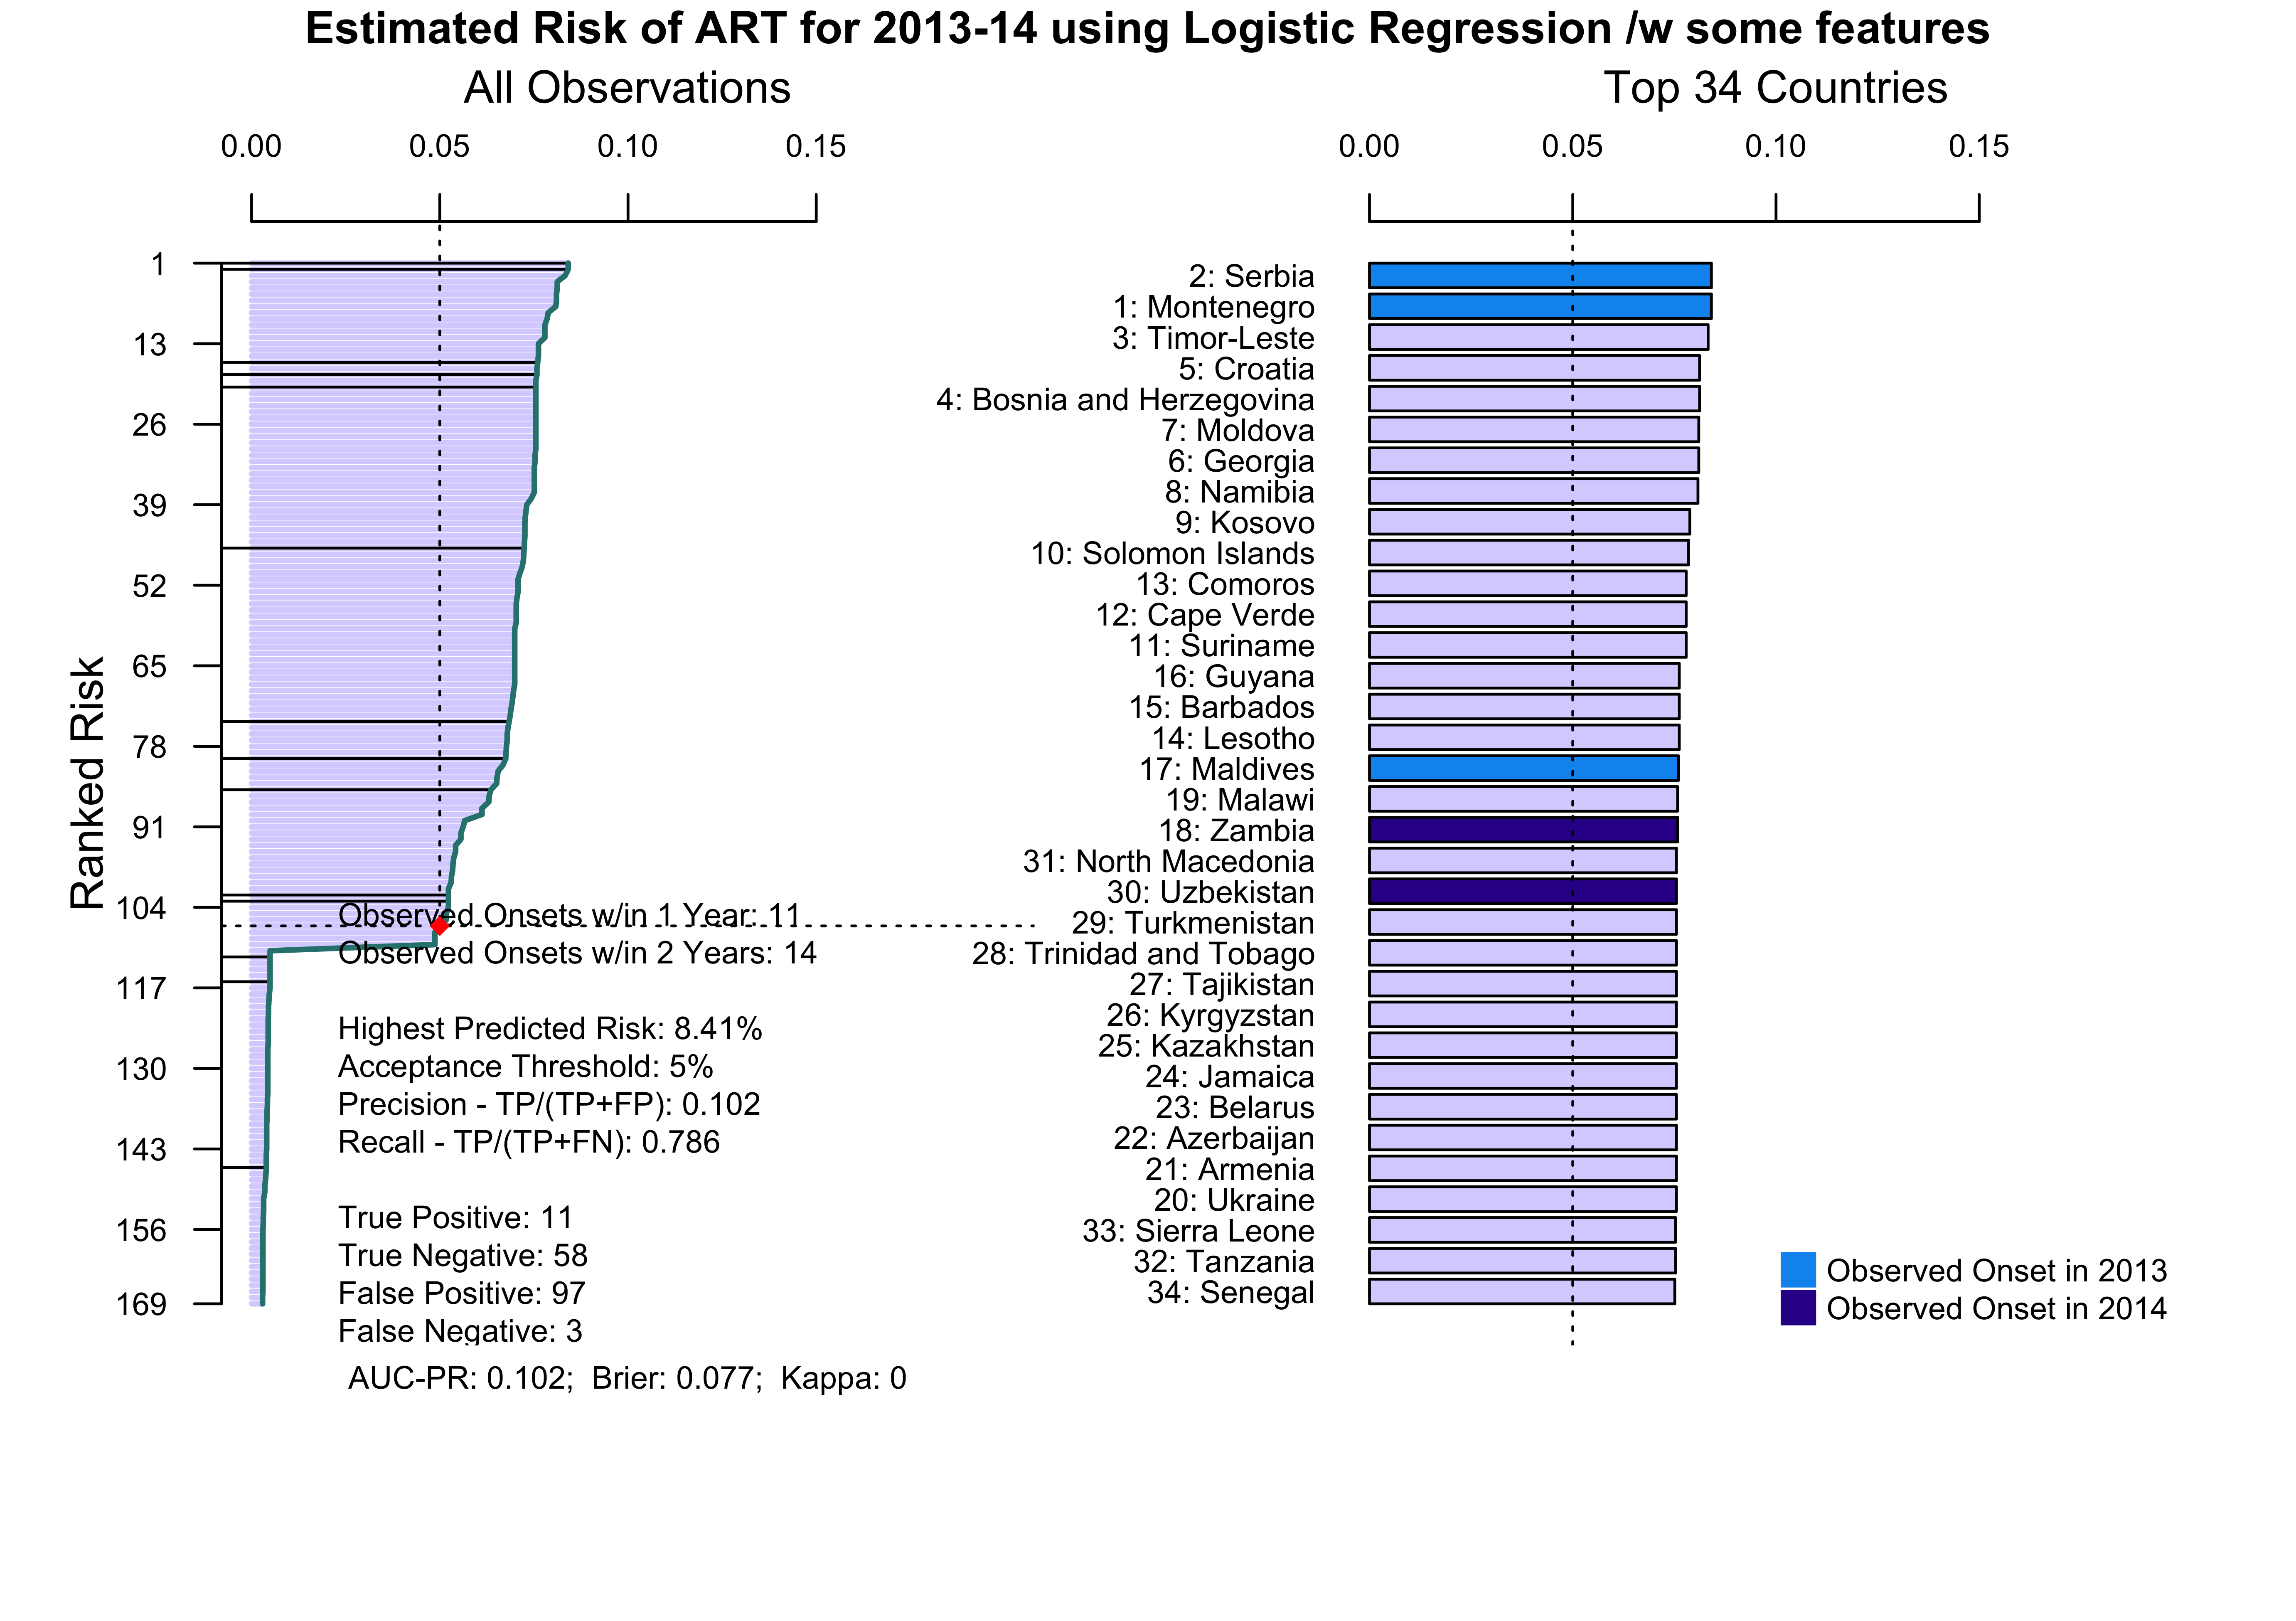 Estimated Risk of ART for 2013-14 using Logistic Regression /w some features
All Observations
0.00 0.05 0.10 0.15
Ranked Risk
1
13
26
39
52
65
78
91
104
117
130
143
156
169
Observed Onsets w/in 1 Year: 11
Observed Onsets w/in 2 Years: 14
Highest Predicted Risk: 8.41%
Acceptance Threshold: 5%
Precision - TP/(TP+FP): 0.102
Recall - TP/(TP+FN): 0.786
True Positive: 11
True Negative: 58
False Positive: 97
False Negative: 3
AUC-PR: 0.102; Brier: 0.077; Kappa: 0
Top 34 Countries
0.00 0.05 0.10 0.15
2: Serbia
1: Montenegro
3: Timor-Leste
5: Croatia
4: Bosnia and Herzegovina
7: Moldova
6: Georgia
8: Namibia
9: Kosovo
10: Solomon Islands
13: Comoros
12: Cape Verde
11: Suriname
16: Guyana
15: Barbados
14: Lesotho
17: Maldives
19: Malawi
18: Zambia
31: North Macedonia
30: Uzbekistan
29: Turkmenistan
28: Trinidad and Tobago
27: Tajikistan
26: Kyrgyzstan
25: Kazakhstan
24: Jamaica
23: Belarus
22: Azerbaijan
21: Armenia
20: Ukraine
33: Sierra Leone
32: Tanzania
34: Senegal
Observed Onset in 2013
Observed Onset in 2014